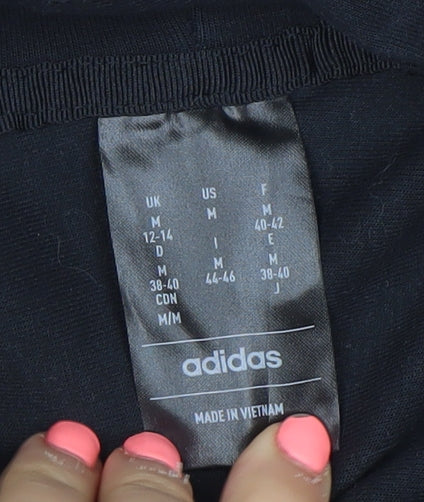 UK US F
M M M
12-14 40-42
D I E
M M M
38-40 44-46 38-40
CDN J
M/M
adidas
MADE IN VIETNAM